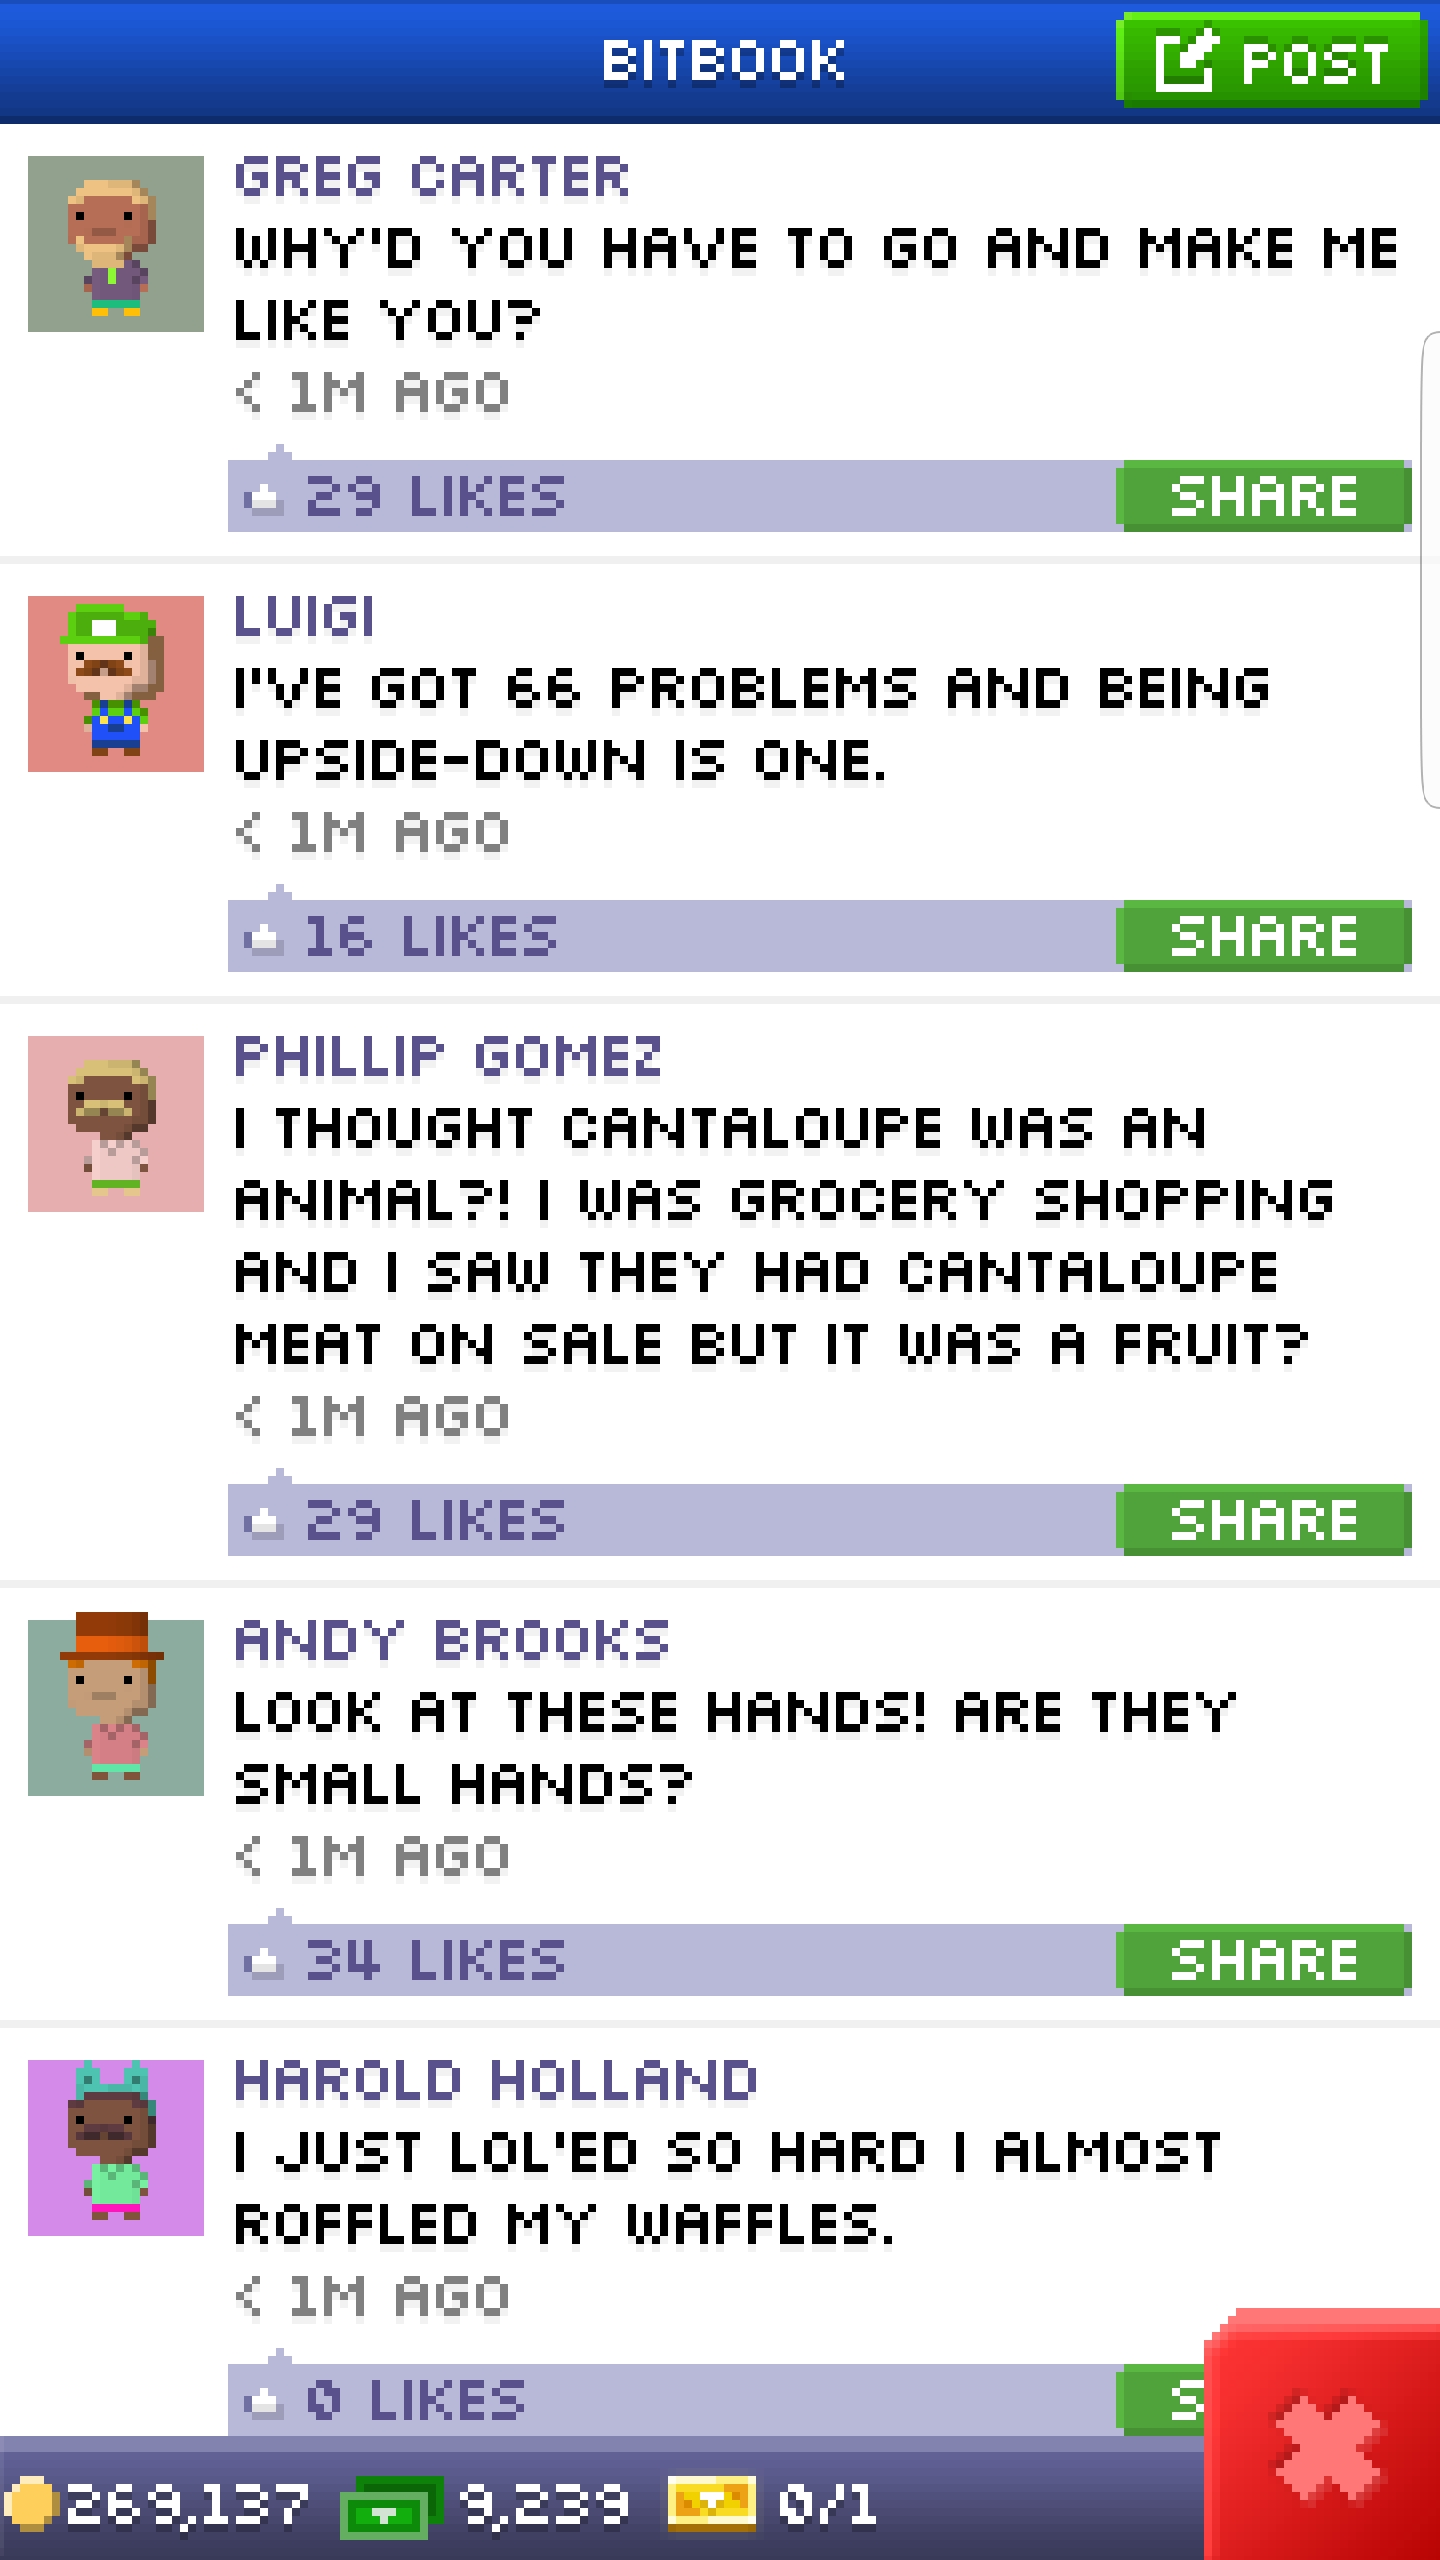 BITBOOK
POST
GREG CARTER
WHY'D YOU HAVE TO GO AND MAKE ME
LIKE YOU?
< 1M AGO
29 LIKES
SHARE
LUIGI
I'VE GOT 66 PROBLEMS AND BEING
UPSIDE-DOWN IS ONE.
< 1M AGO
16 LIKES
SHARE
PHILLIP GOMEZ
I THOUGHT CANTALOUPE WAS AN
ANIMAL?! I WAS GROCERY SHOPPING
AND I SAW THEY HAD CANTALOUPE
MEAT ON SALE BUT IT WAS A FRUIT?
< 1M AGO
29 LIKES
SHARE
ANDY BROOKS
LOOK AT THESE HANDS! ARE THEY
SMALL HANDS?
< 1M AGO
34 LIKES
SHARE
HAROLD HOLLAND
I JUST LOL'ED SO HARD I ALMOST
ROFFLED MY WAFFLES.
< 1M AGO
0 LIKES
S
269,137 9,239 0/1